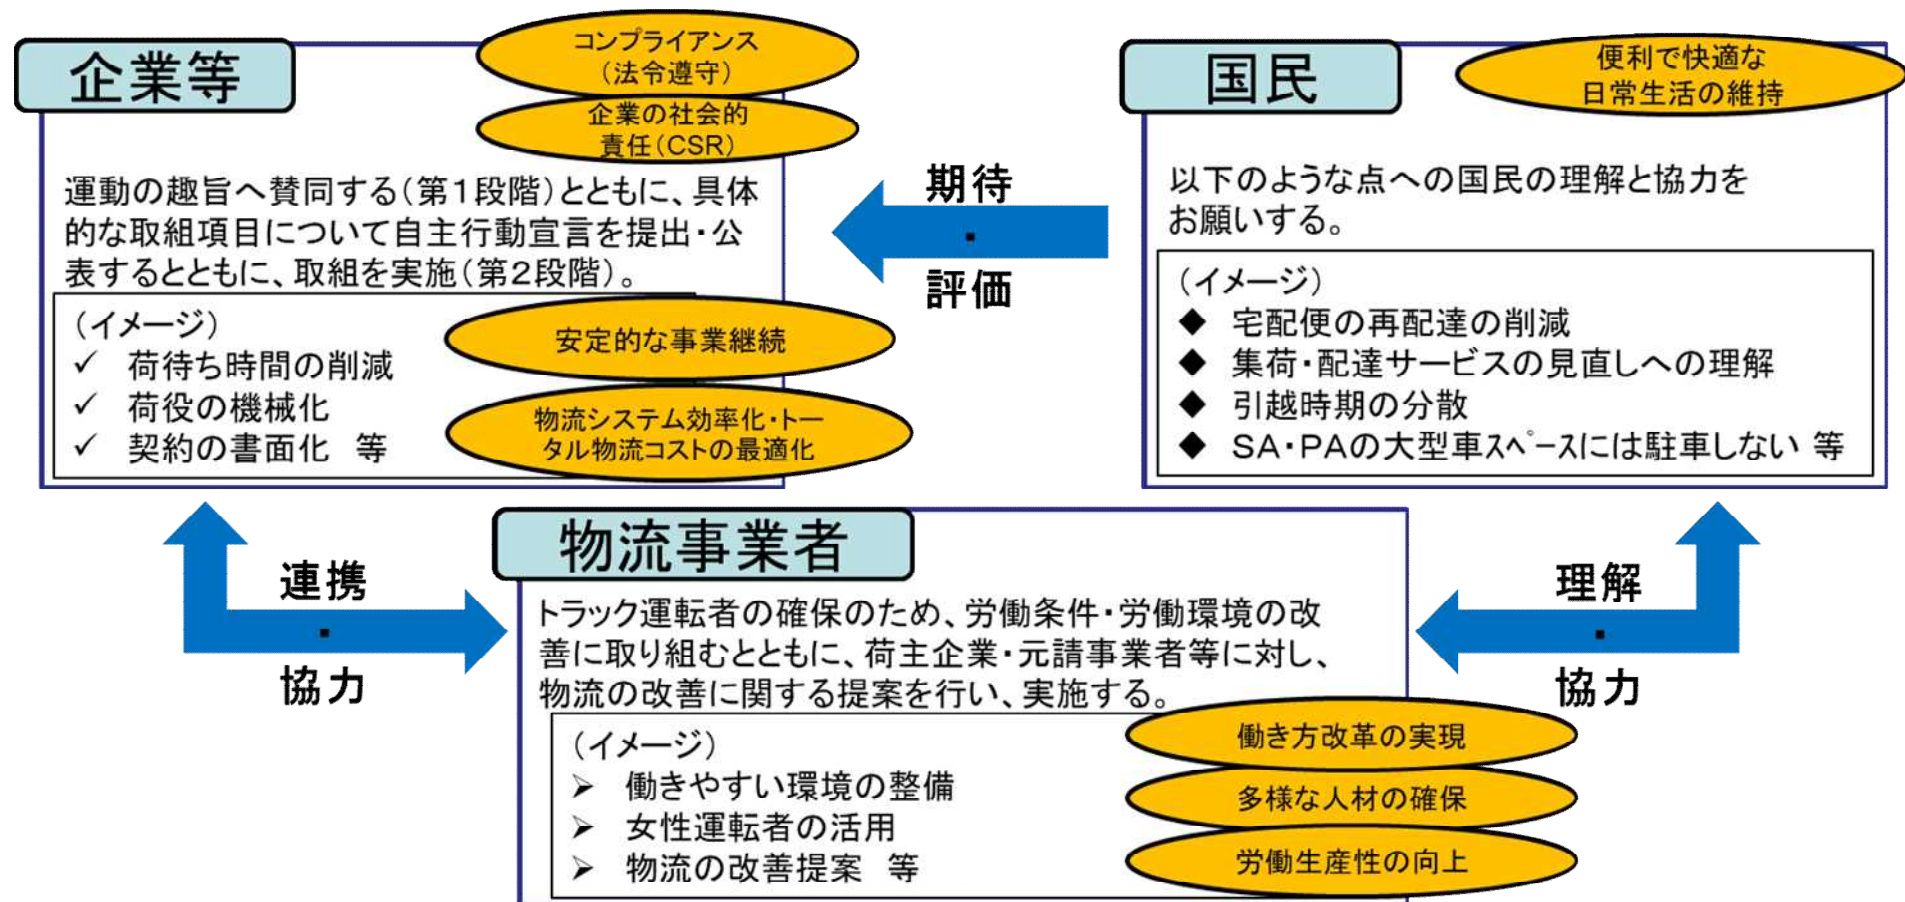 企業等
コンプライアンス
（法令遵守）
企業の社会的
責任（CSR）
運動の趣旨へ賛同する（第１段階）とともに、具体
的な取組項目について自主行動宣言を提出・公
表するとともに、取組を実施（第２段階）。
（イメージ）
✓ 荷待ち時間の削減
✓ 荷役の機械化
✓ 契約の書面化　等
安定的な事業継続
物流システム効率化・トー
タル物流コストの最適化
期待
・
評価
国民
便利で快適な
日常生活の維持
以下のような点への国民の理解と協力を
お願いする。
（イメージ）
◆ 宅配便の再配達の削減
◆ 集荷・配達サービスの見直しへの理解
◆ 引越時期の分散
◆ SA・PAの大型車ｽﾍﾟｰｽには駐車しない 等
連携
・
協力
物流事業者
トラック運転者の確保のため、労働条件・労働環境の改
善に取り組むとともに、荷主企業・元請事業者等に対し、
物流の改善に関する提案を行い、実施する。
（イメージ）
➢ 働きやすい環境の整備
➢ 女性運転者の活用
➢ 物流の改善提案　等
働き方改革の実現
多様な人材の確保
労働生産性の向上
理解
・
協力